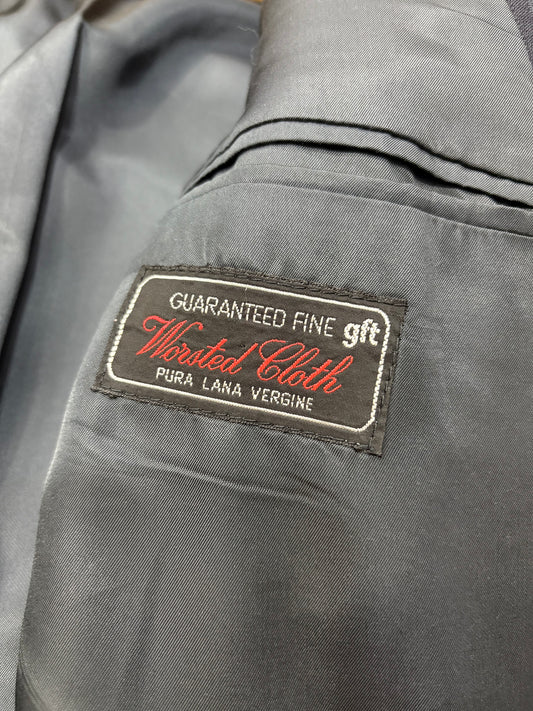 GUARANTEED FINE gft
Worsted Cloth
PURA LANA VERGINE